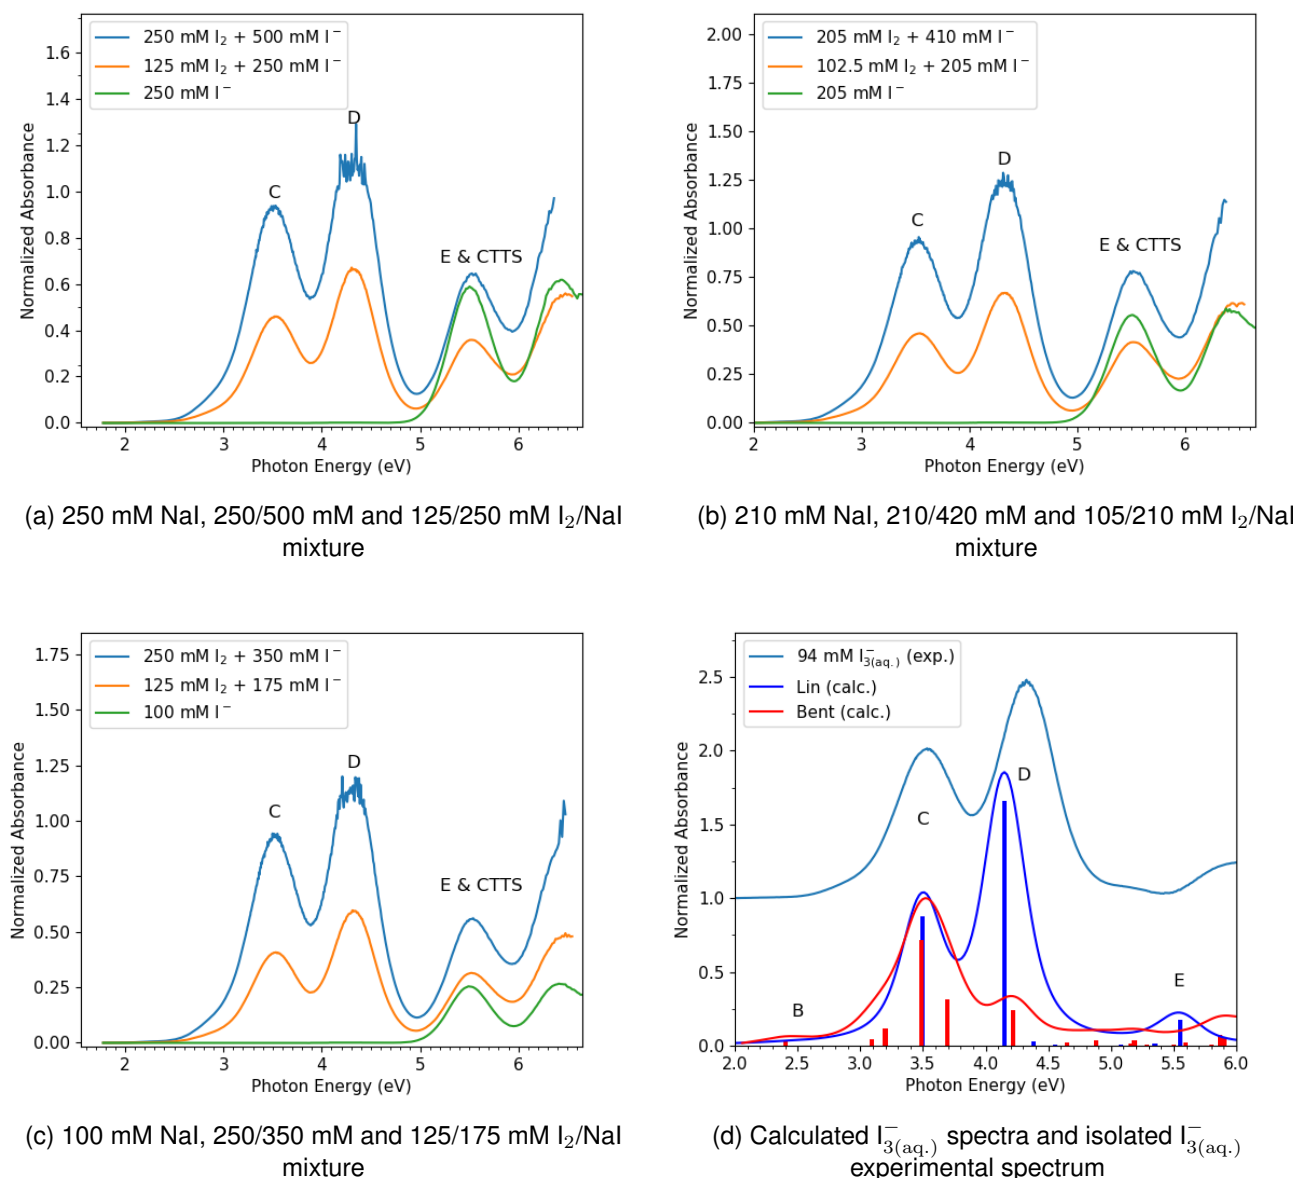 250 mM I₂ + 500 mM I⁻
125 mM I₂ + 250 mM I⁻
250 mM I⁻
Normalized Absorbance
1.6
1.4
1.2
1.0
0.8
0.6
0.4
0.2
0.0
C
D
E & CTTS
2 3 4 5 6
Photon Energy (eV)
(a) 250 mM NaI, 250/500 mM and 125/250 mM I₂/NaI
mixture
205 mM I₂ + 410 mM I⁻
102.5 mM I₂ + 205 mM I⁻
205 mM I⁻
Normalized Absorbance
2.00
1.75
1.50
1.25
1.00
0.75
0.50
0.25
0.00
C
D
E & CTTS
2 3 4 5 6
Photon Energy (eV)
(b) 210 mM NaI, 210/420 mM and 105/210 mM I₂/NaI
mixture
250 mM I₂ + 350 mM I⁻
125 mM I₂ + 175 mM I⁻
100 mM I⁻
Normalized Absorbance
1.75
1.50
1.25
1.00
0.75
0.50
0.25
0.00
C
D
E & CTTS
2 3 4 5 6
Photon Energy (eV)
(c) 100 mM NaI, 250/350 mM and 125/175 mM I₂/NaI
mixture
94 mM I⁻₃₍aq.₎ (exp.)
Lin (calc.)
Bent (calc.)
Normalized Absorbance
2.5
2.0
1.5
1.0
0.5
0.0
B
C
D
E
2.0 2.5 3.0 3.5 4.0 4.5 5.0 5.5 6.0
Photon Energy (eV)
(d) Calculated I⁻₃₍aq.₎ spectra and isolated I⁻₃₍aq.₎
experimental spectrum